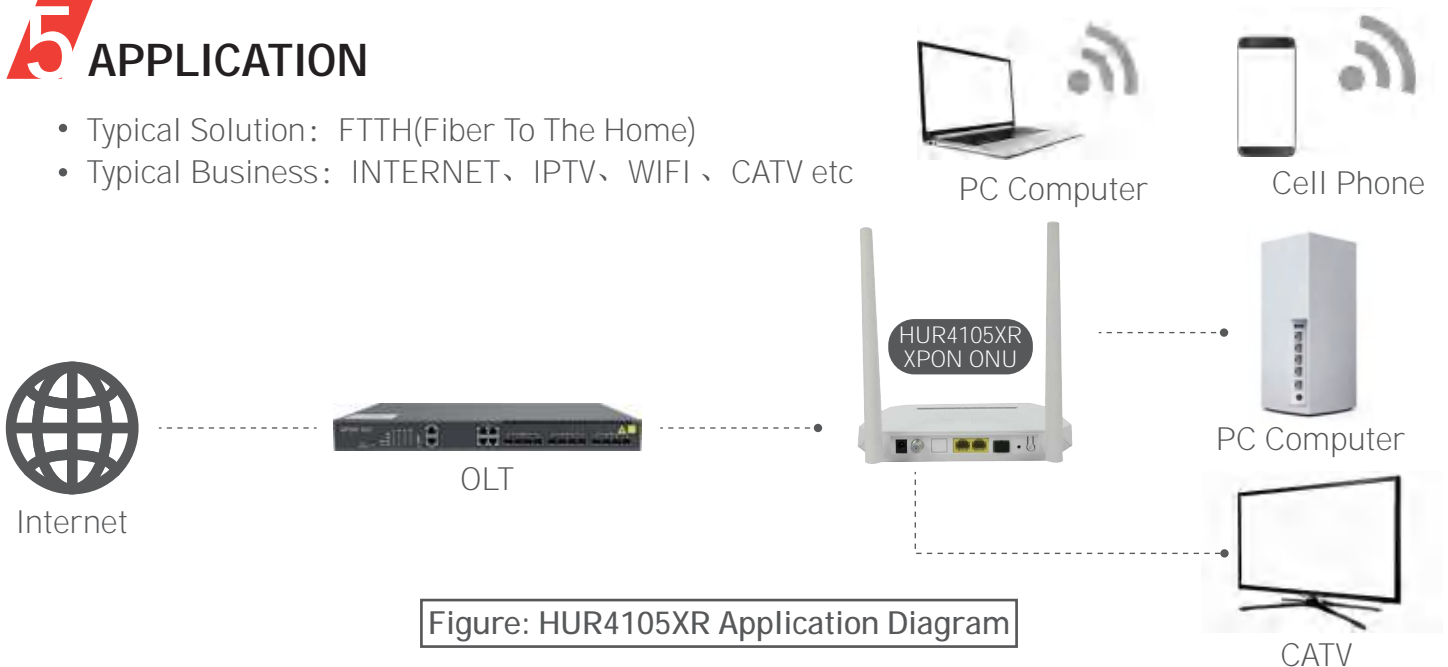 5 APPLICATION
• Typical Solution：FTTH(Fiber To The Home)
• Typical Business：INTERNET、IPTV、WIFI 、CATV etc
PC Computer
Cell Phone
HUR4105XR
XPON ONU
PC Computer
OLT
Internet
Figure: HUR4105XR Application Diagram
CATV